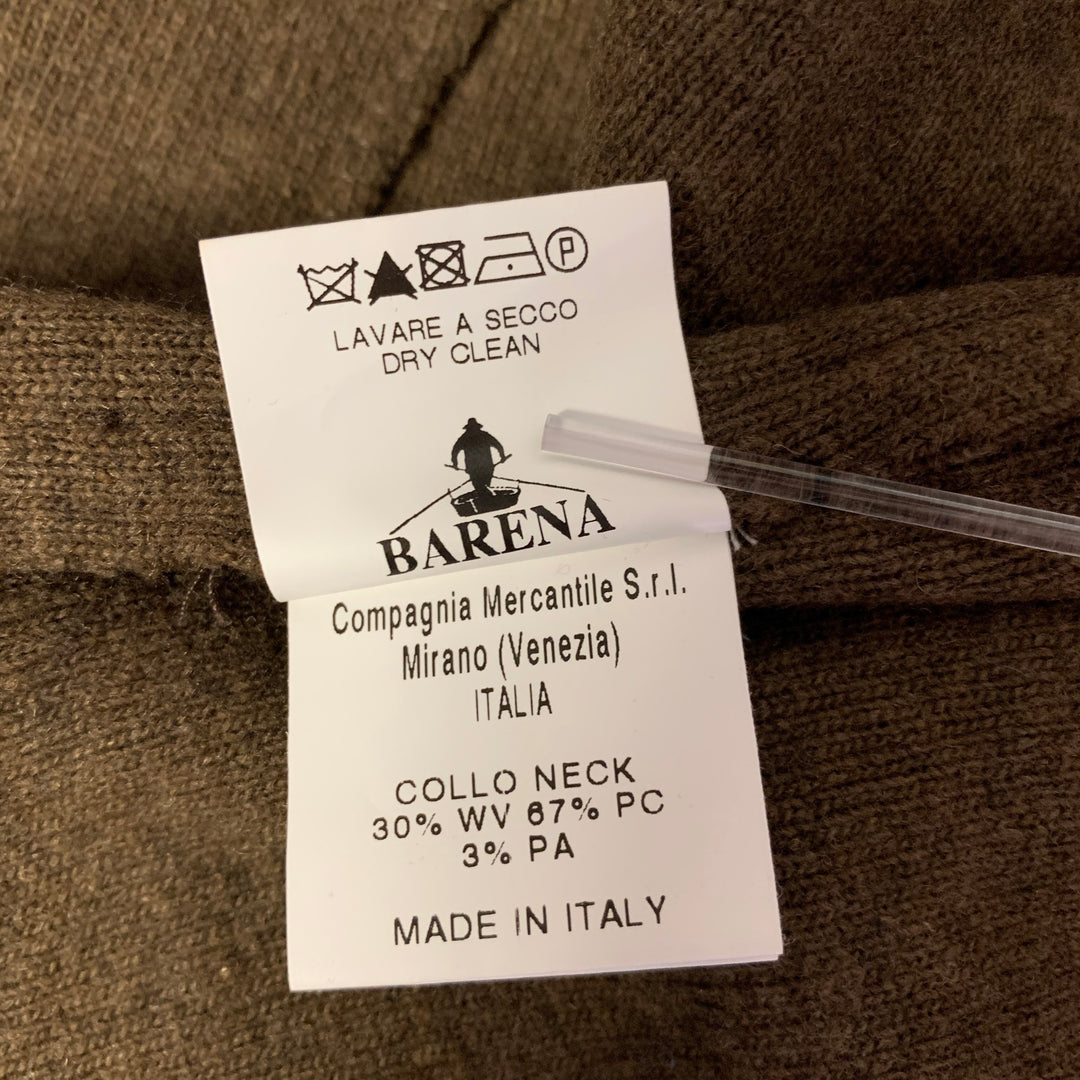 P
LAVARE A SECCO
DRY CLEAN
BARENA
Compagnia Mercantile S.r.l.
Mirano (Venezia)
ITALIA
COLLO NECK
30% WV 67% PC
3% PA
MADE IN ITALY